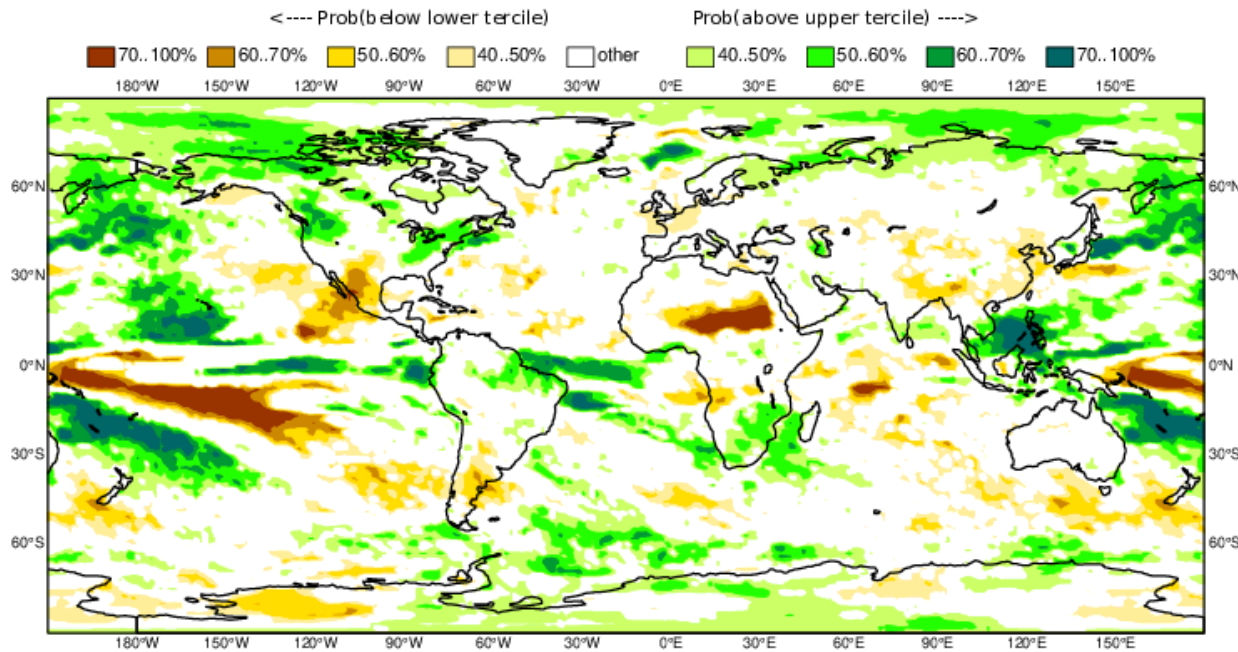 <---- Prob(below lower tercile) Prob(above upper tercile) ---->
70..100% 60..70% 50..60% 40..50% other 40..50% 50..60% 60..70% 70..100%
180°W 150°W 120°W 90°W 60°W 30°W 0°E 30°E 60°E 90°E 120°E 150°E
60°N 60°N
30°N 30°N
0°N 0°N
30°S 30°S
60°S 60°S
180°W 150°W 120°W 90°W 60°W 30°W 0°E 30°E 60°E 90°E 120°E 150°E